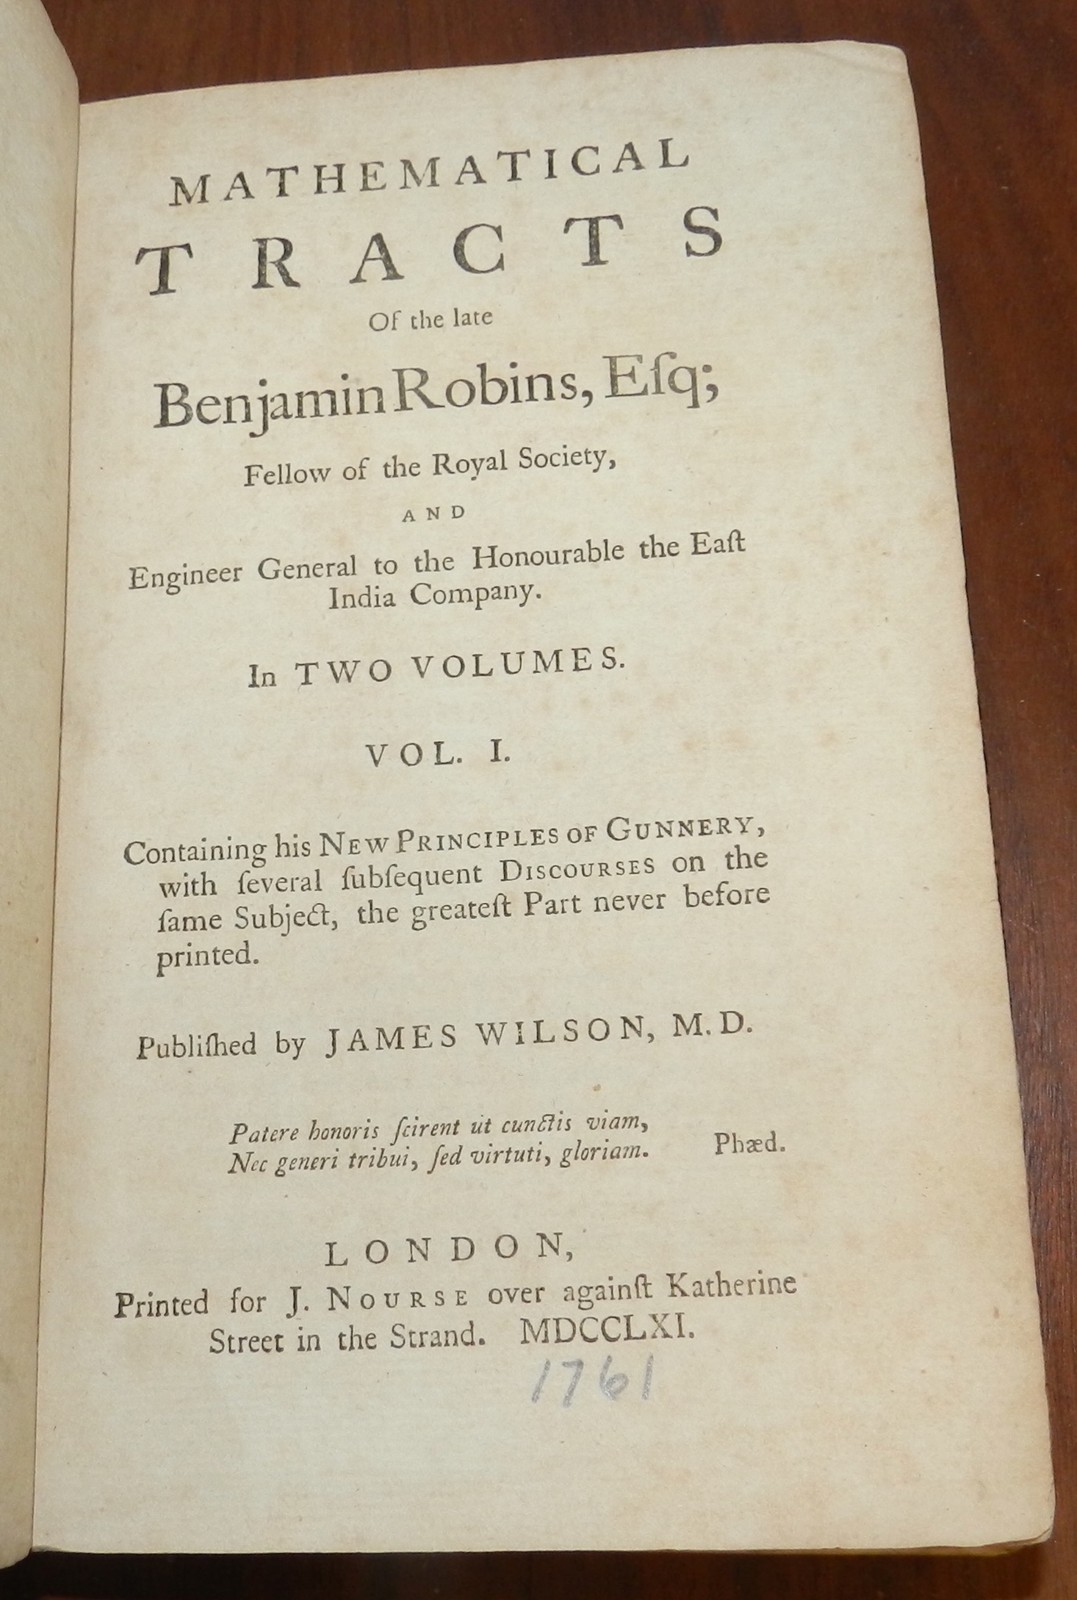 MATHEMATICAL
TRACTS
Of the late
Benjamin Robins, Eſq;
Fellow of the Royal Society,
AND
Engineer General to the Honourable the Eaſt
India Company.
In TWO VOLUMES.
VOL. I.
Containing his NEW PRINCIPLES OF GUNNERY,
with ſeveral ſubſequent DISCOURSES on the
ſame Subject, the greateſt Part never before
printed.
Publiſhed by JAMES WILSON, M.D.
Patere honoris ſcirent ut cunctis viam,
Nec generi tribui, ſed virtuti, gloriam. Phæd.
LONDON,
Printed for J. NOURSE over againſt Katherine
Street in the Strand. MDCCLXI.
1761